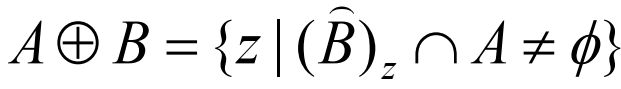 A ⊕ B = {z | (B̑)_z ∩ A ≠ ϕ}